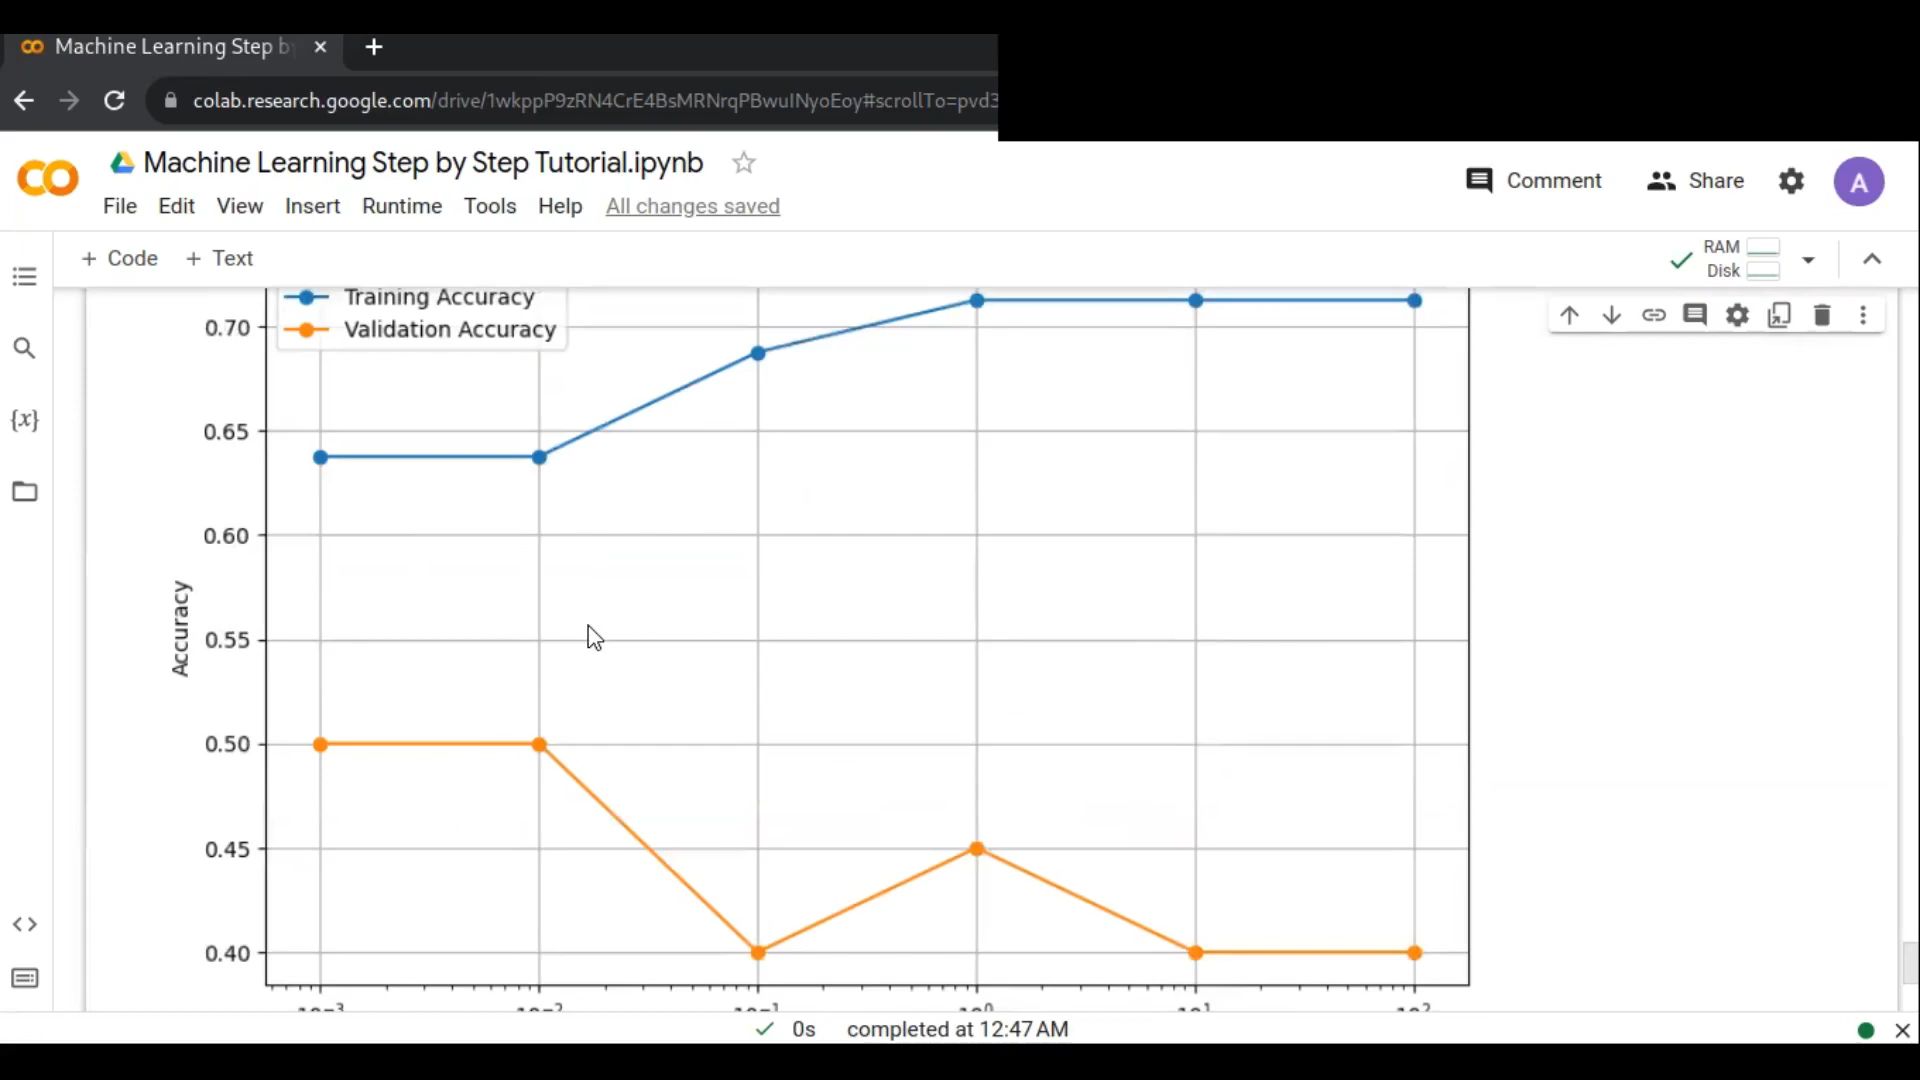 Machine Learning Step b
colab.research.google.com/drive/1wkppP9zRN4CrE4BsMRNrqPBwuINyoEoy#scrollTo=pvd3
Machine Learning Step by Step Tutorial.ipynb
Comment
Share
A
File Edit View Insert Runtime Tools Help All changes saved
+ Code + Text
RAM
Disk
Training Accuracy
Validation Accuracy
0.70
0.65
0.60
0.55
0.50
0.45
0.40
Accuracy
{x}
0s completed at 12:47 AM